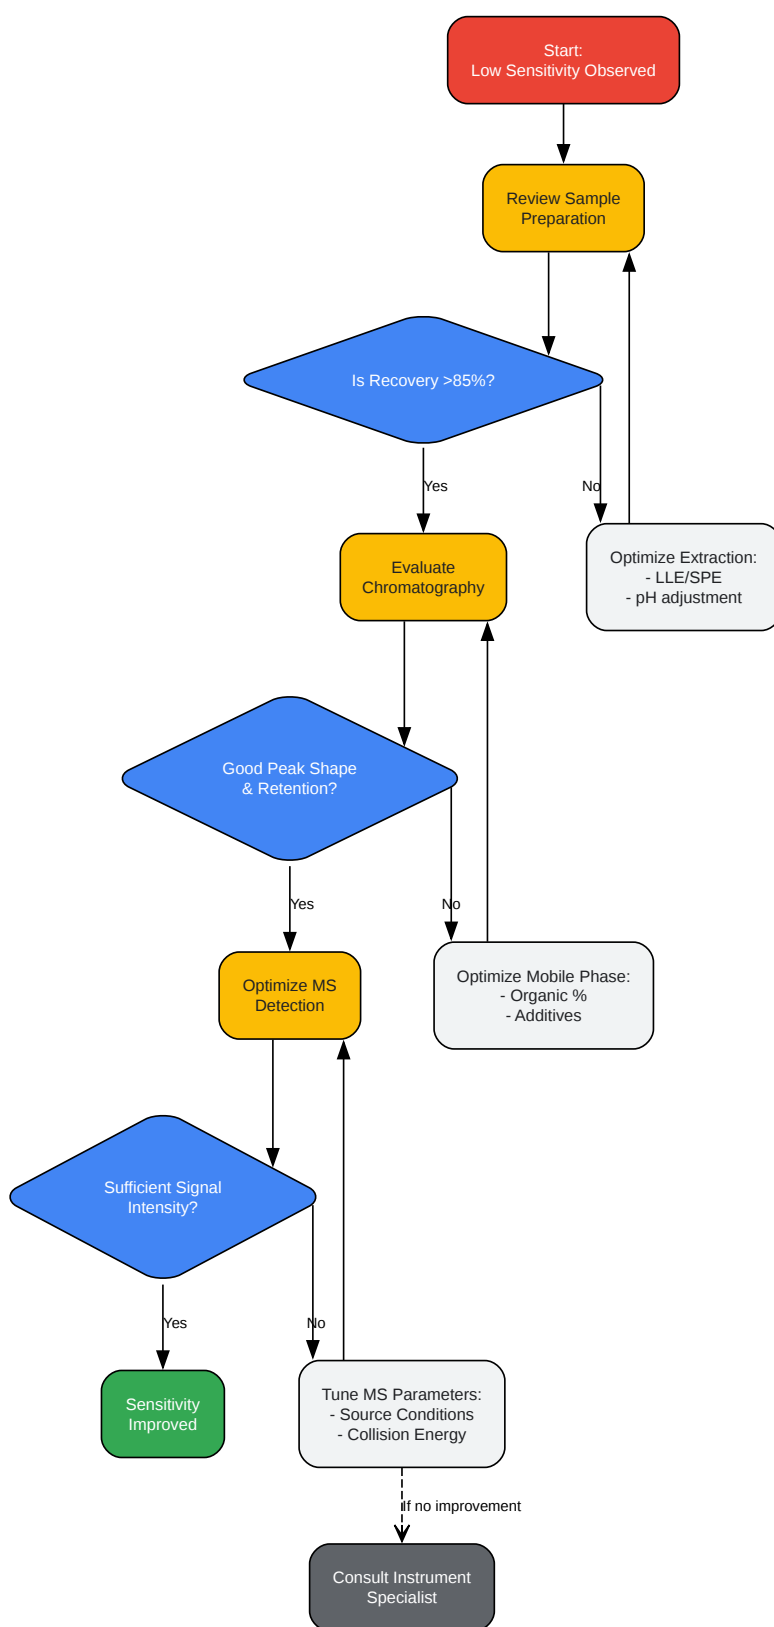 Start:
Low Sensitivity Observed
Review Sample
Preparation
Is Recovery >85%?
Yes
No
Evaluate
Chromatography
Optimize Extraction:
- LLE/SPE
- pH adjustment
Good Peak Shape
& Retention?
Yes
No
Optimize MS
Detection
Optimize Mobile Phase:
- Organic %
- Additives
Sufficient Signal
Intensity?
Yes
No
Sensitivity
Improved
Tune MS Parameters:
- Source Conditions
- Collision Energy
If no improvement
Consult Instrument
Specialist